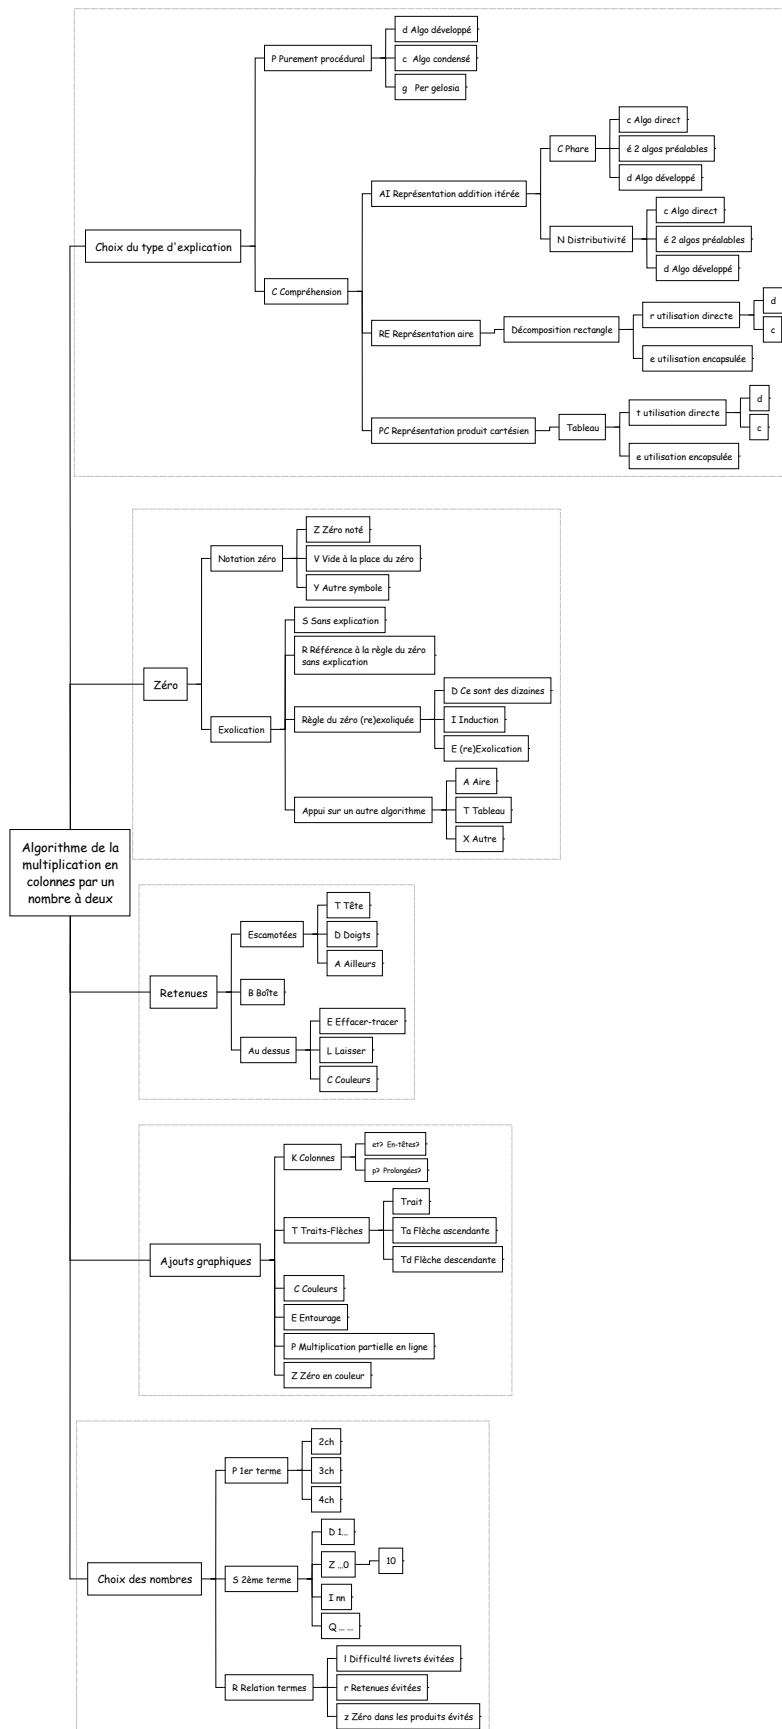 d Algo développé
P Purement procédural
c Algo condensé
g Per gelosia
c Algo direct
C Phare
é 2 algos préalables
d Algo développé
AI Représentation addition itérée
c Algo direct
N Distributivité
é 2 algos préalables
d Algo développé
Choix du type d'explication
C Compréhension
d
r utilisation directe
c
RE Représentation aire
Décomposition rectangle
e utilisation encapsulée
d
t utilisation directe
c
PC Représentation produit cartésien
Tableau
e utilisation encopsulée
Z Zéro noté
Notation zéro
V Vide à la place du zéro
Y Autre symbole
S Sans explication
R Référence à la règle du zéro
sans explication
Zéro
D Ce sont des dizaines
Exolication
Règle du zéro (re)exoliquée
I Induction
E (re)Exolication
A Aire
Appui sur un autre algorithme
T Tableau
X Autre
Algorithme de la
multiplication en
colonnes par un
nombre à deux
T Tête
Escamotées
D Doigts
A Ailleurs
Retenues
B Boîte
E Effacer-tracer
Au dessus
L Laisser
C Couleurs
et? En-têtes?
K Colonnes
p? Prolongées?
Trait
T Traits-Flèches
Ta Flèche ascendante
Td Flèche descendante
Ajouts graphiques
C Couleurs
E Entourage
P Multiplication partielle en ligne
Z Zéro en couleur
2ch
P 1er terme
3ch
4ch
D 1...
Z ...0
10
Choix des nombres
S 2ème terme
I nn
Q ... ...
l Difficulté livrets évitées
R Relation termes
r Retenues évitées
z Zéro dans les produits évités